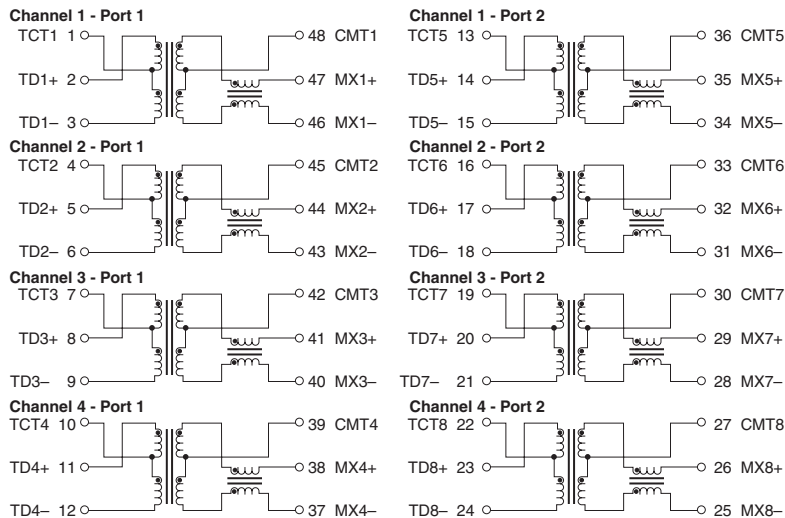 Channel 1 - Port 1
TCT1 1 48 CMT1
TD1+ 2 47 MX1+
TD1– 3 46 MX1–
Channel 2 - Port 1
TCT2 4 45 CMT2
TD2+ 5 44 MX2+
TD2– 6 43 MX2–
Channel 3 - Port 1
TCT3 7 42 CMT3
TD3+ 8 41 MX3+
TD3– 9 40 MX3–
Channel 4 - Port 1
TCT4 10 39 CMT4
TD4+ 11 38 MX4+
TD4– 12 37 MX4–
Channel 1 - Port 2
TCT5 13 36 CMT5
TD5+ 14 35 MX5+
TD5– 15 34 MX5–
Channel 2 - Port 2
TCT6 16 33 CMT6
TD6+ 17 32 MX6+
TD6– 18 31 MX6–
Channel 3 - Port 2
TCT7 19 30 CMT7
TD7+ 20 29 MX7+
TD7– 21 28 MX7–
Channel 4 - Port 2
TCT8 22 27 CMT8
TD8+ 23 26 MX8+
TD8– 24 25 MX8–